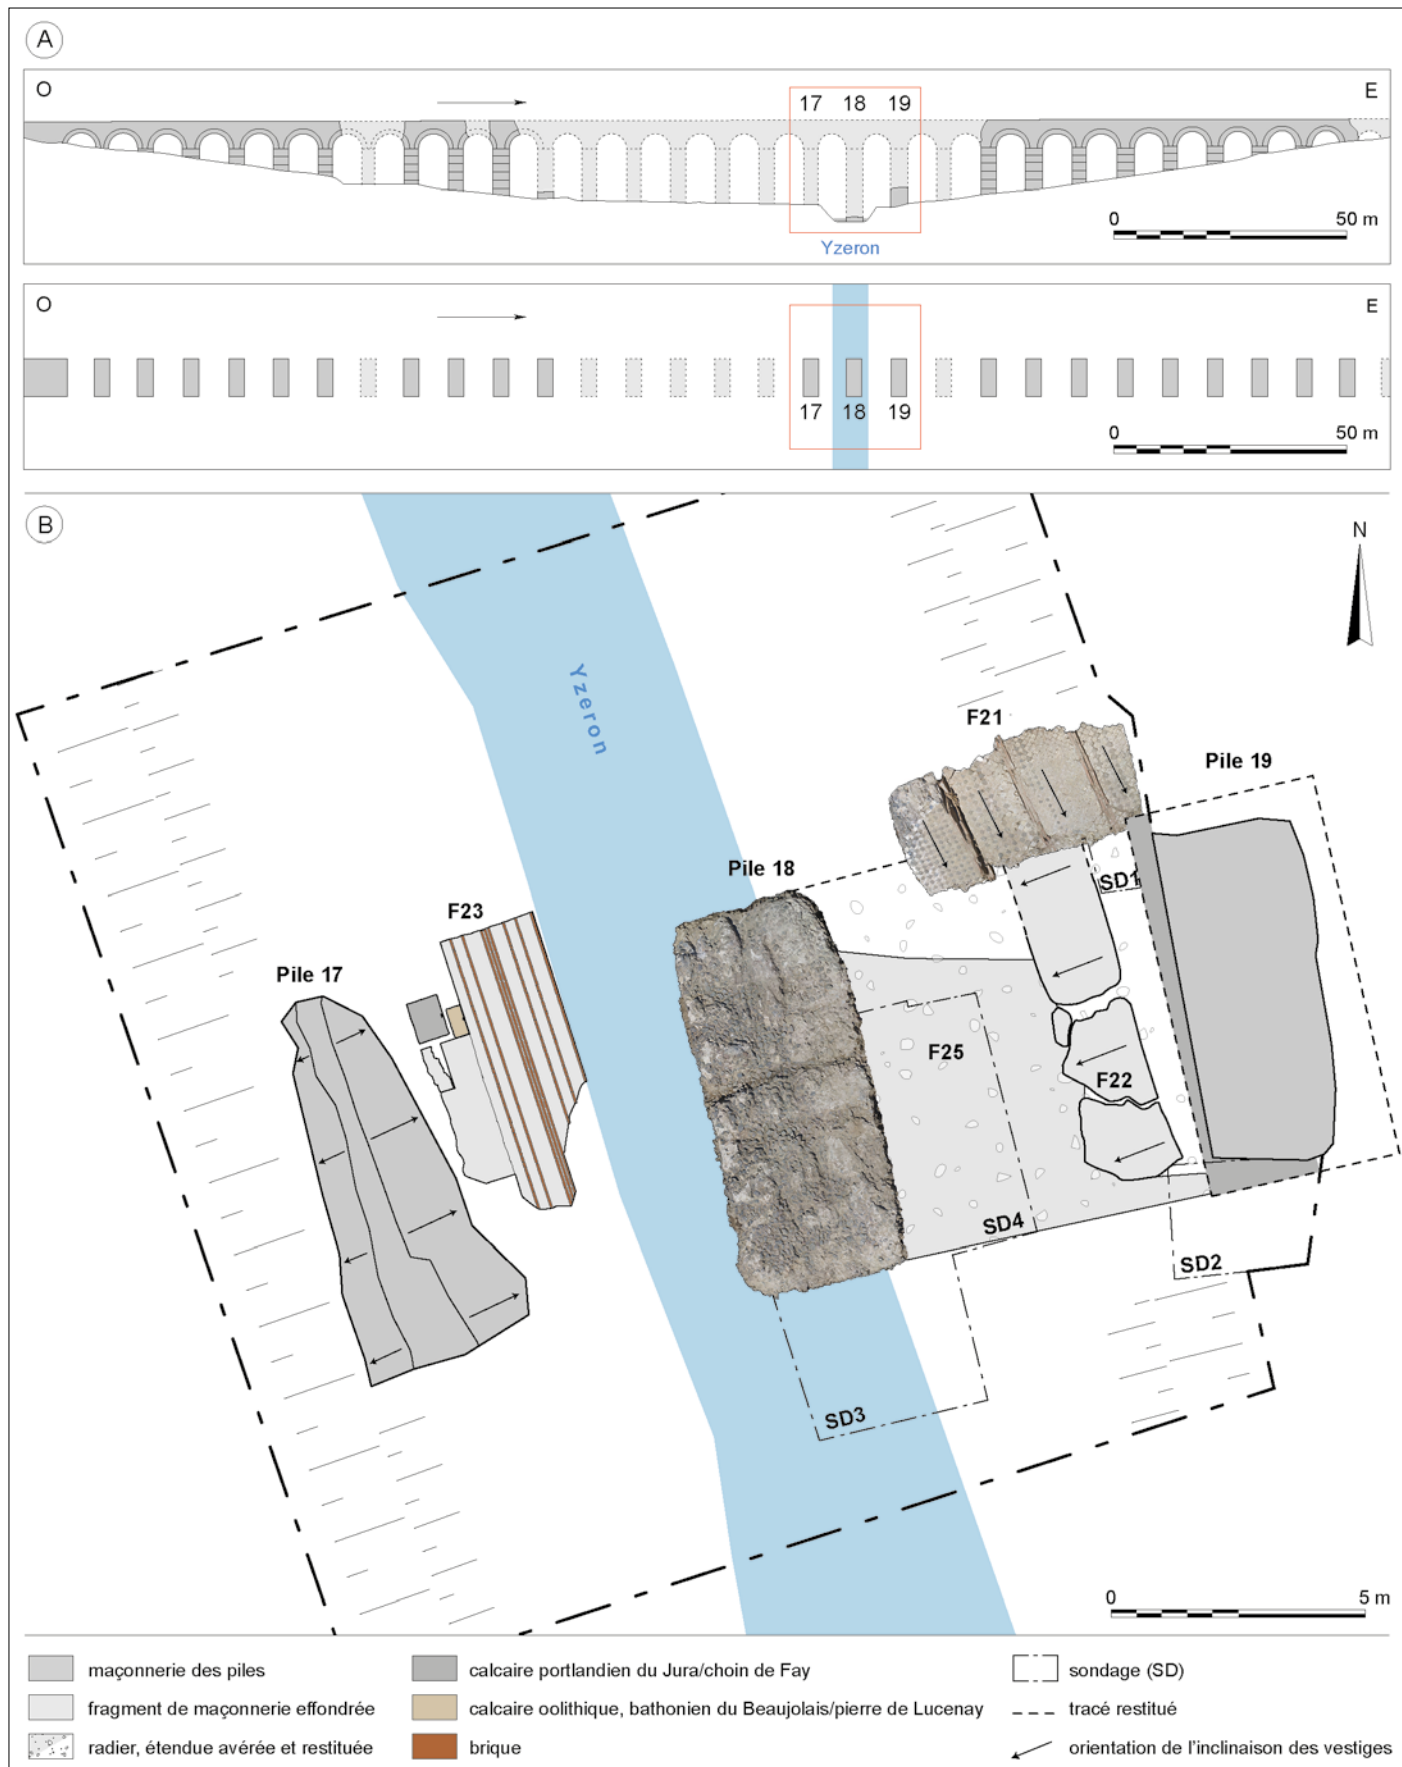 A
O E
17 18 19
0 50 m
Yzeron
O E
17 18 19
0 50 m
B
N
Yzeron
F21
Pile 19
Pile 18
SD1
F23
Pile 17
F25
F22
SD4
SD2
SD3
0 5 m
maçonnerie des piles
fragment de maçonnerie effondrée
radier, étendue avérée et restituée
calcaire portlandien du Jura/choin de Fay
calcaire oolithique, bathonien du Beaujolais/pierre de Lucenay
brique
sondage (SD)
tracé restitué
orientation de l'inclinaison des vestiges